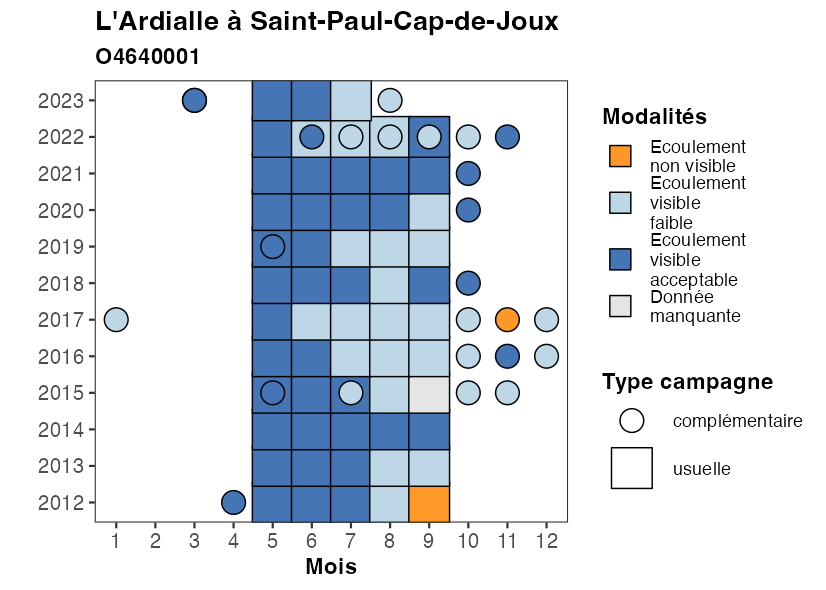 L'Ardialle à Saint-Paul-Cap-de-Joux
O4640001
2023
2022
2021
2020
2019
2018
2017
2016
2015
2014
2013
2012
1 2 3 4 5 6 7 8 9 10 11 12
Mois
Modalités
Ecoulement
non visible
Ecoulement
visible
faible
Ecoulement
visible
acceptable
Donnée
manquante
Type campagne
complémentaire
usuelle